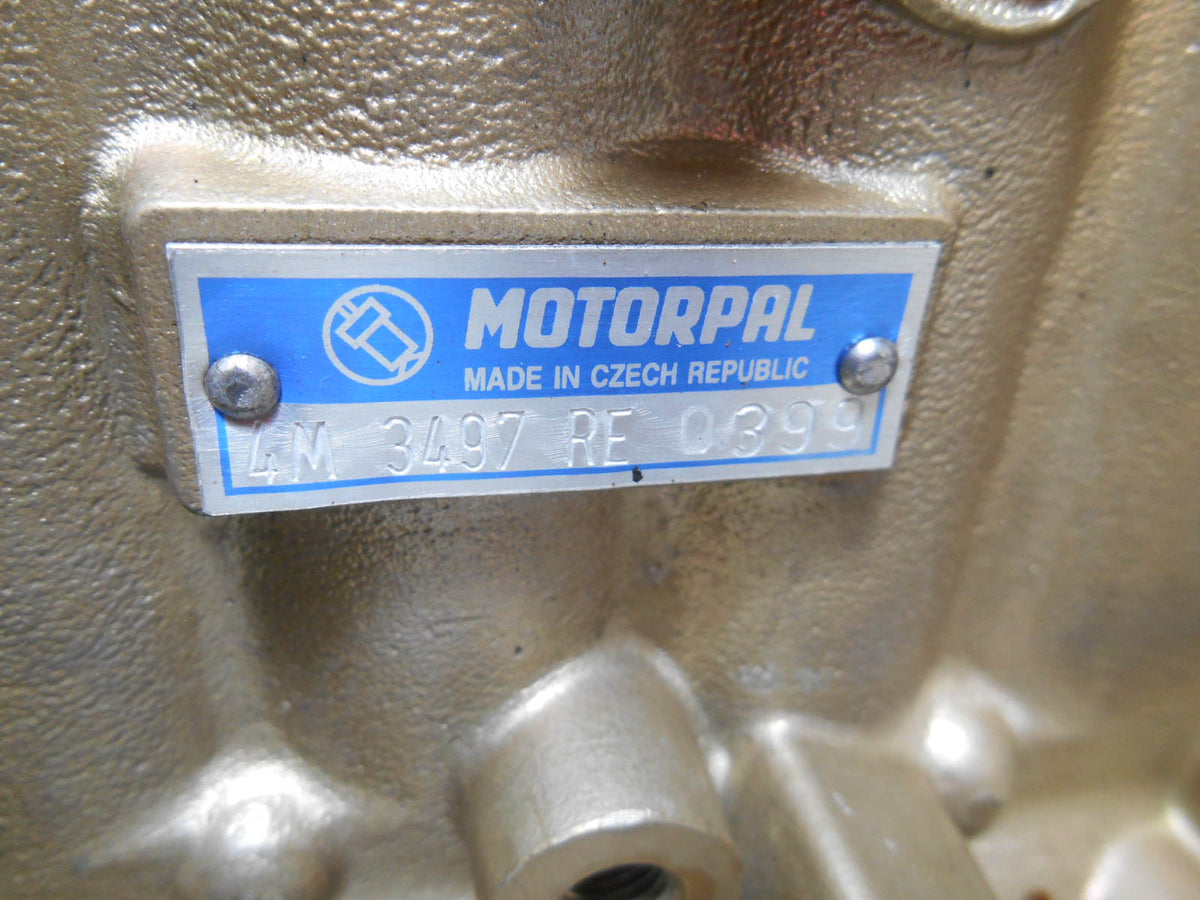 MOTORPAL
MADE IN CZECH REPUBLIC
4M 3497 RE 0399